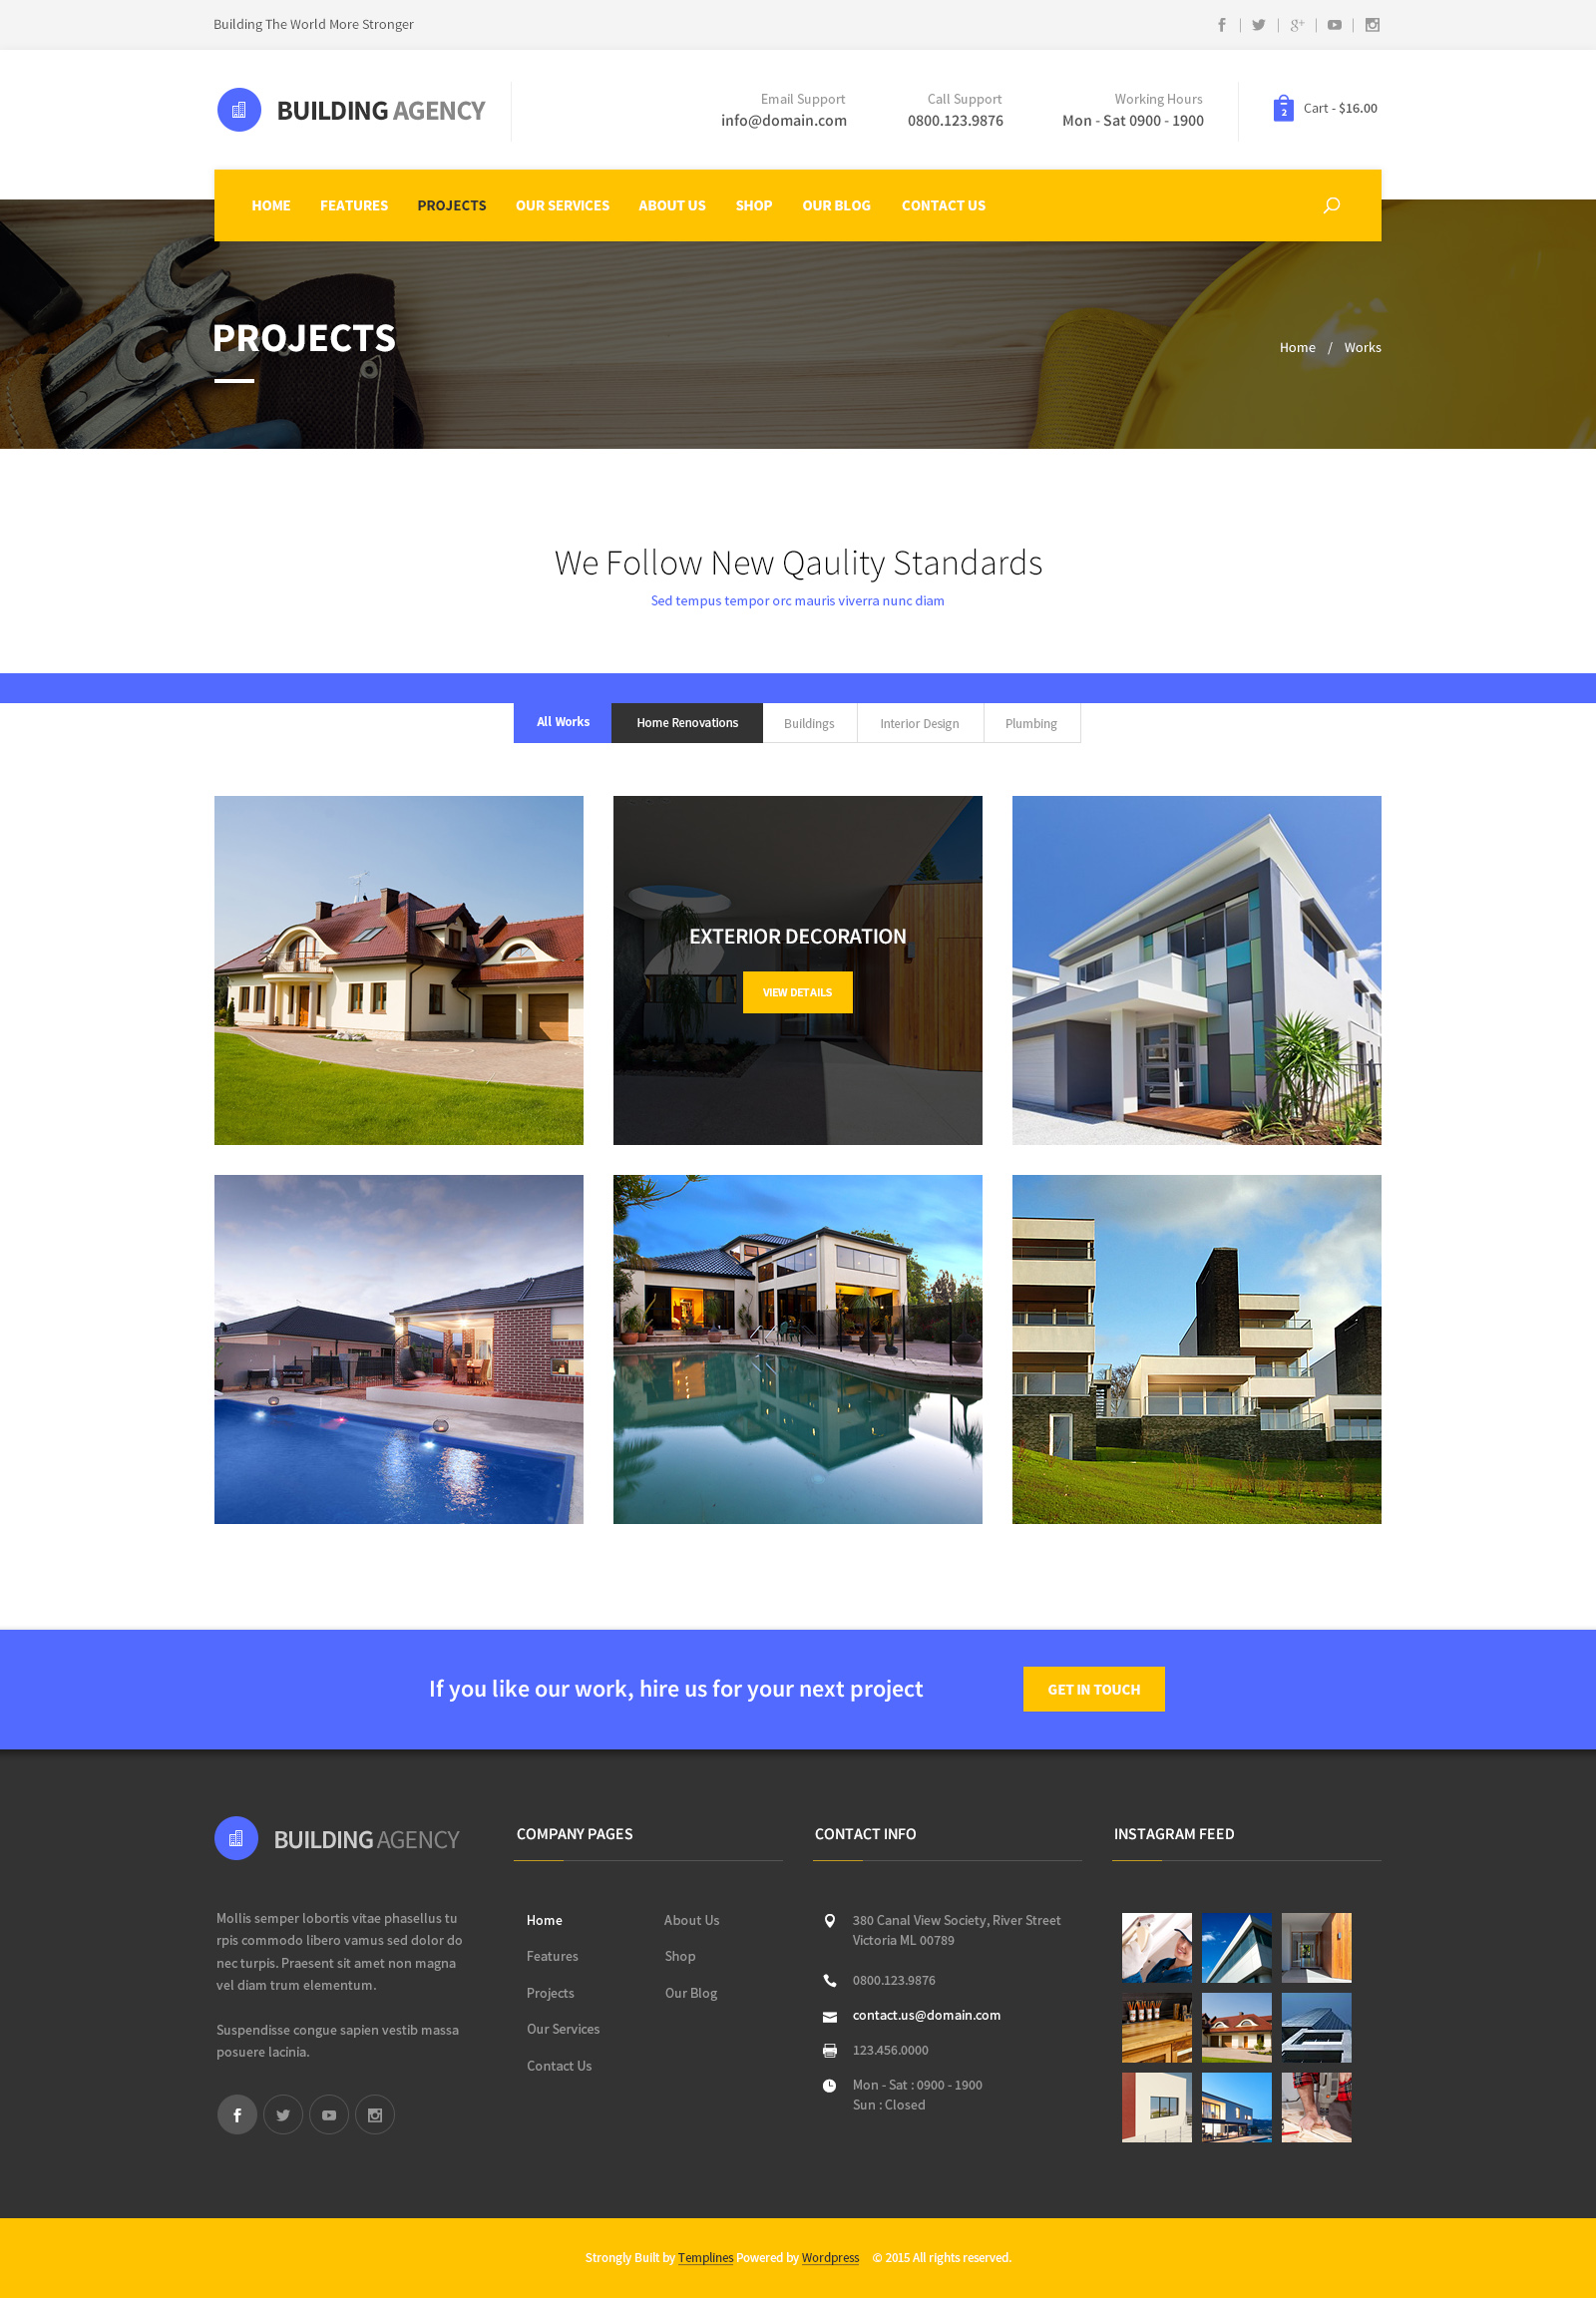 Building The World More Stronger
BUILDING AGENCY
Email Support
info@domain.com
Call Support
0800.123.9876
Working Hours
Mon - Sat 0900 - 1900
2
Cart - $16.00
HOME FEATURES PROJECTS OUR SERVICES ABOUT US SHOP OUR BLOG CONTACT US
PROJECTS
Home / Works
We Follow New Qaulity Standards
Sed tempus tempor orc mauris viverra nunc diam
All Works Home Renovations Buildings Interior Design Plumbing
EXTERIOR DECORATION
VIEW DETAILS
If you like our work, hire us for your next project
GET IN TOUCH
BUILDING AGENCY
Mollis semper lobortis vitae phasellus tu
rpis commodo libero vamus sed dolor do
nec turpis. Praesent sit amet non magna
vel diam trum elementum.
Suspendisse congue sapien vestib massa
posuere lacinia.
COMPANY PAGES
Home
Features
Projects
Our Services
Contact Us
About Us
Shop
Our Blog
CONTACT INFO
380 Canal View Society, River Street
Victoria ML 00789
0800.123.9876
contact.us@domain.com
123.456.0000
Mon - Sat : 0900 - 1900
Sun : Closed
INSTAGRAM FEED
Strongly Built by Templines Powered by Wordpress © 2015 All rights reserved.